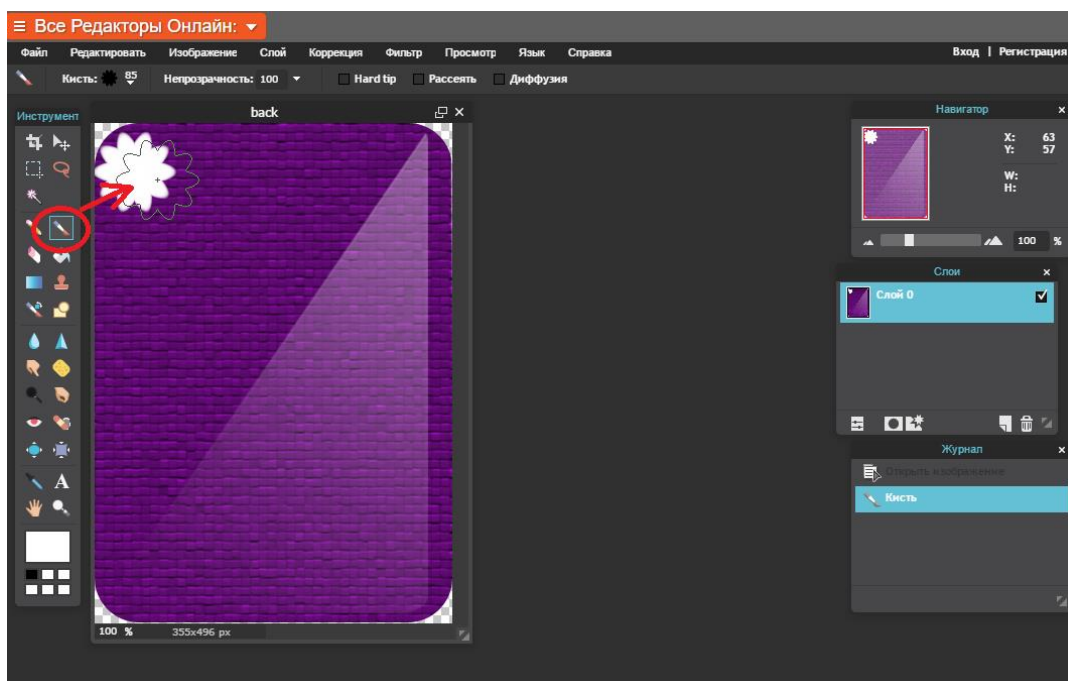 ≡ Все Редакторы Онлайн:
Файл Редактировать Изображение Слой Коррекция Фильтр Просмотр Язык Справка Вход | Регистрация
Кисть: 85 Непрозрачность: 100 Hard tip Рассеять Диффузия
Инструмент
back
Навигатор
X: 63
Y: 57
W:
H:
100 %
Слои
Слой 0
Журнал
Открыть изображение
Кисть
A
100 % 355x496 px